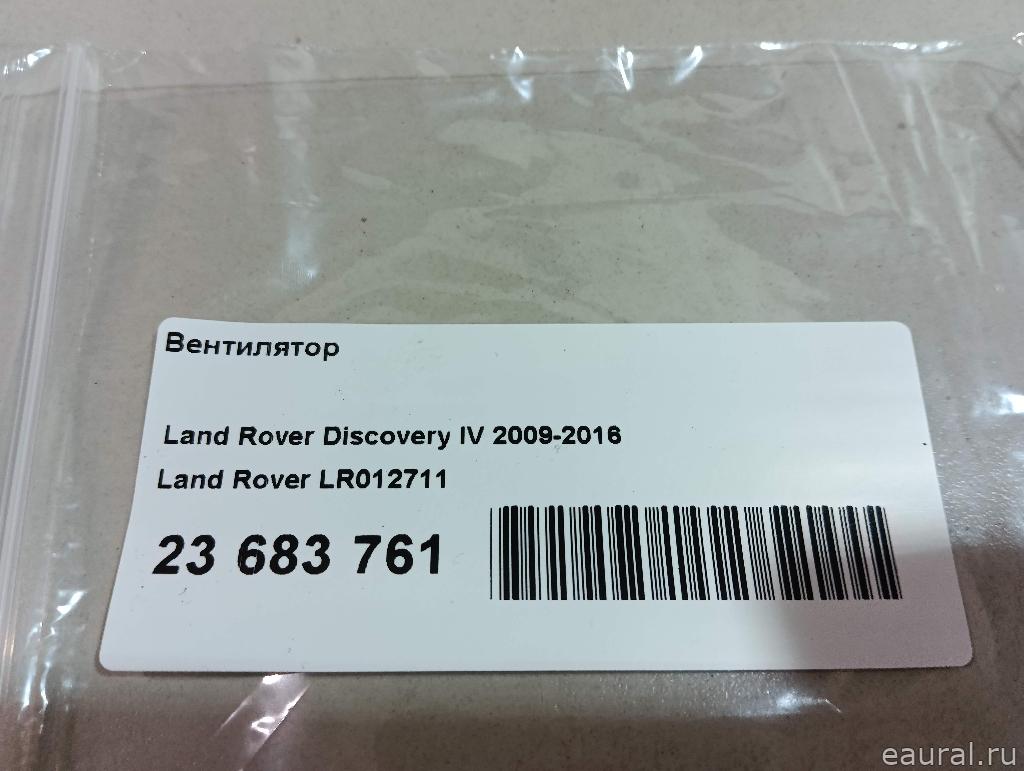 Вентилятор
Land Rover Discovery IV 2009-2016
Land Rover LR012711
23 683 761
eaural.ru